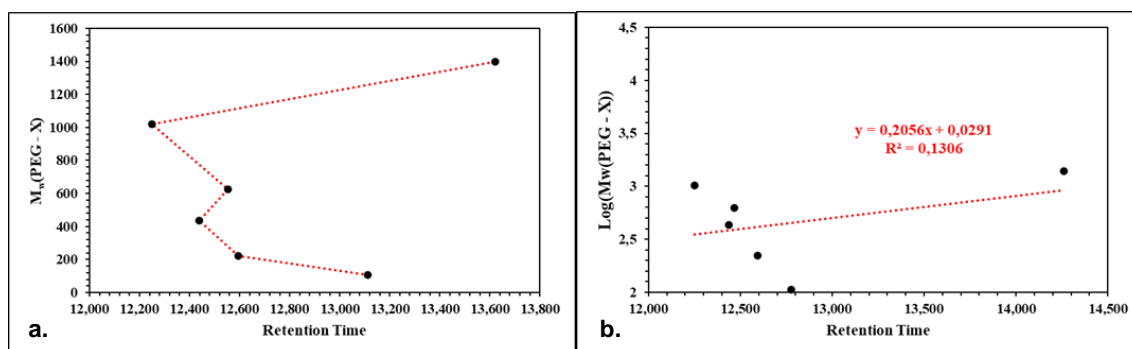 1600
1400
1200
1000
800
600
400
200
0
M_w(PEG - X)
12,000 12,200 12,400 12,600 12,800 13,000 13,200 13,400 13,600 13,800
Retention Time
a.
4,5
4
3,5
3
2,5
2
Log(Mw(PEG - X))
y = 0,2056x + 0,0291
R² = 0,1306
12,000 12,500 13,000 13,500 14,000 14,500
Retention Time
b.